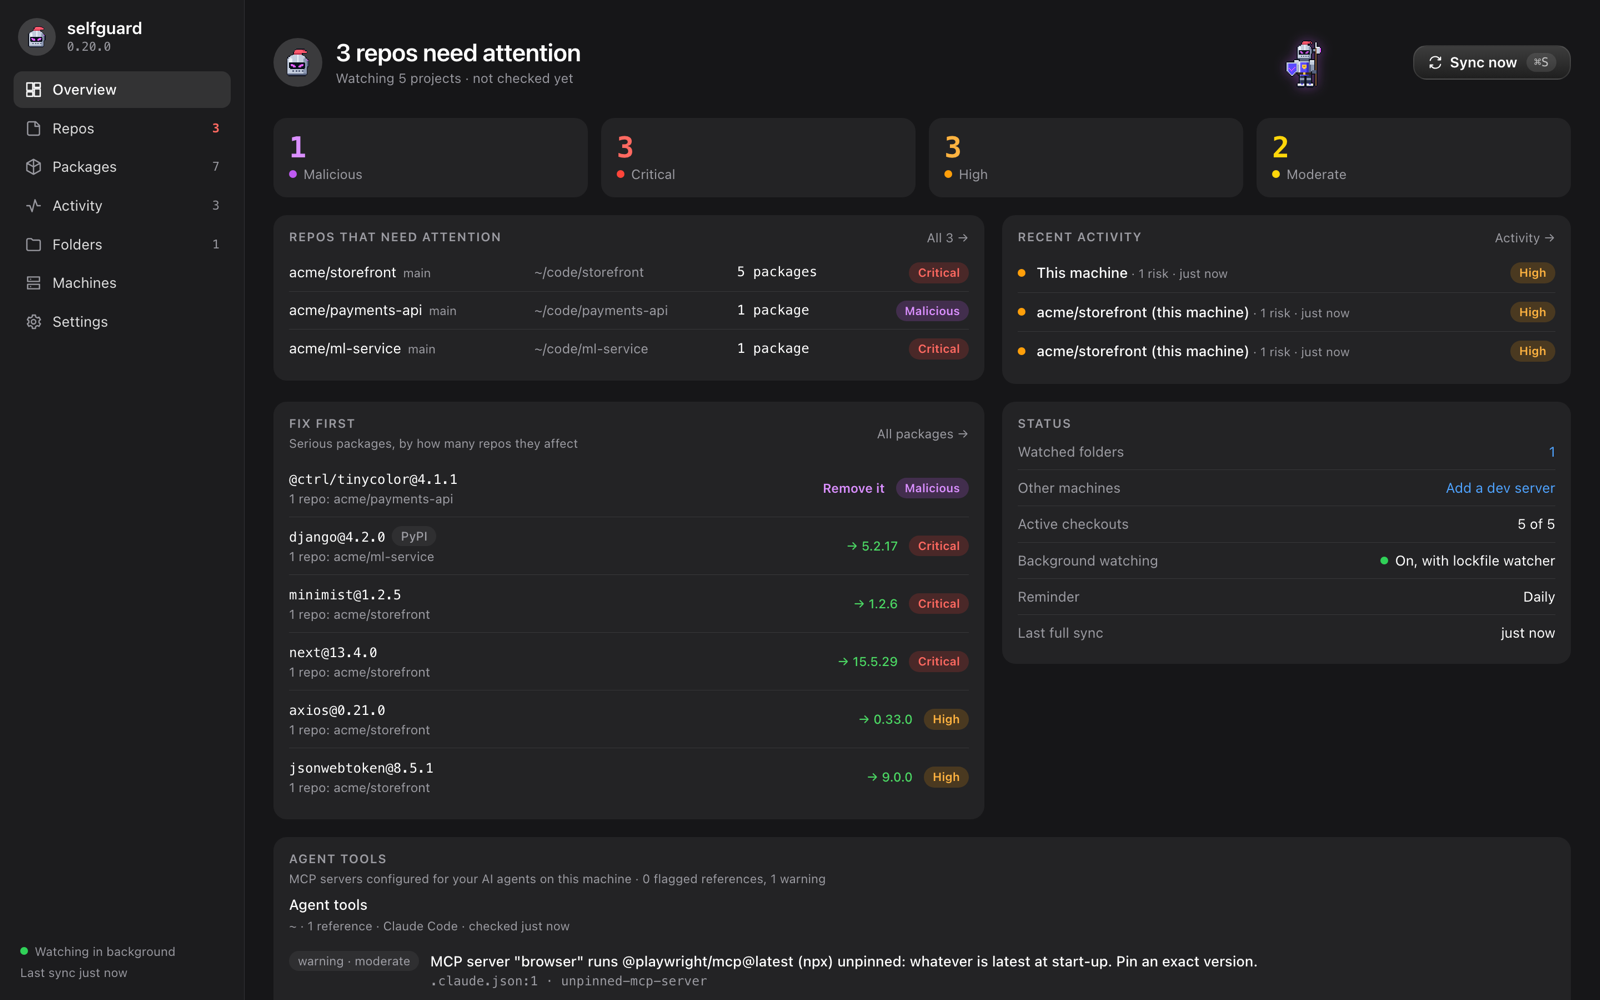 selfguard
0.20.0
Overview
Repos 3
Packages 7
Activity 3
Folders 1
Machines
Settings
Watching in background
Last sync just now
3 repos need attention
Watching 5 projects · not checked yet
Sync now ⌘S
1
Malicious
3
Critical
3
High
2
Moderate
REPOS THAT NEED ATTENTION All 3 →
acme/storefront main ~/code/storefront 5 packages Critical
acme/payments-api main ~/code/payments-api 1 package Malicious
acme/ml-service main ~/code/ml-service 1 package Critical
RECENT ACTIVITY Activity →
This machine · 1 risk · just now High
acme/storefront (this machine) · 1 risk · just now High
acme/storefront (this machine) · 1 risk · just now High
FIX FIRST
Serious packages, by how many repos they affect
All packages →
@ctrl/tinycolor@4.1.1
1 repo: acme/payments-api
Remove it Malicious
django@4.2.0 PyPI
1 repo: acme/ml-service
→ 5.2.17 Critical
minimist@1.2.5
1 repo: acme/storefront
→ 1.2.6 Critical
next@13.4.0
1 repo: acme/storefront
→ 15.5.29 Critical
axios@0.21.0
1 repo: acme/storefront
→ 0.33.0 High
jsonwebtoken@8.5.1
1 repo: acme/storefront
→ 9.0.0 High
STATUS
Watched folders 1
Other machines Add a dev server
Active checkouts 5 of 5
Background watching On, with lockfile watcher
Reminder Daily
Last full sync just now
AGENT TOOLS
MCP servers configured for your AI agents on this machine · 0 flagged references, 1 warning
Agent tools
~ · 1 reference · Claude Code · checked just now
warning · moderate MCP server "browser" runs @playwright/mcp@latest (npx) unpinned: whatever is latest at start-up. Pin an exact version.
.claude.json:1 · unpinned-mcp-server